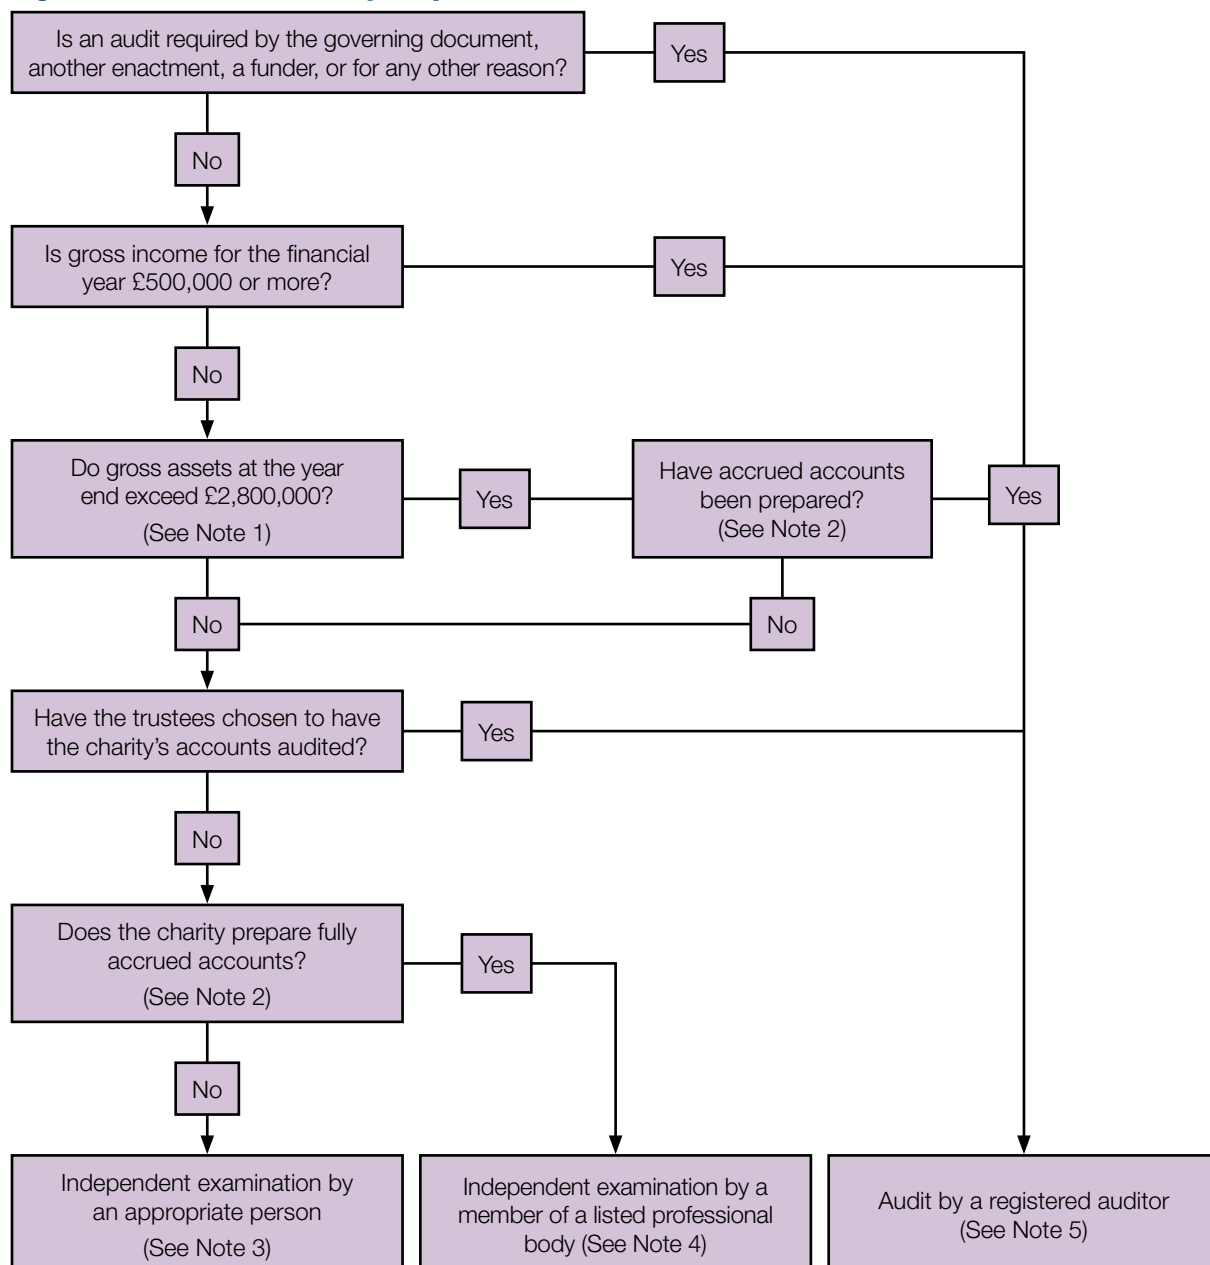 Is an audit required by the governing document,
another enactment, a funder, or for any other reason?
Yes
No
Is gross income for the financial
year £500,000 or more?
Yes
No
Do gross assets at the year
end exceed £2,800,000?
(See Note 1)
Yes
Have accrued accounts
been prepared?
(See Note 2)
Yes
No
No
Have the trustees chosen to have
the charity’s accounts audited?
Yes
No
Does the charity prepare fully
accrued accounts?
(See Note 2)
Yes
No
Independent examination by
an appropriate person
(See Note 3)
Independent examination by a
member of a listed professional
body (See Note 4)
Audit by a registered auditor
(See Note 5)